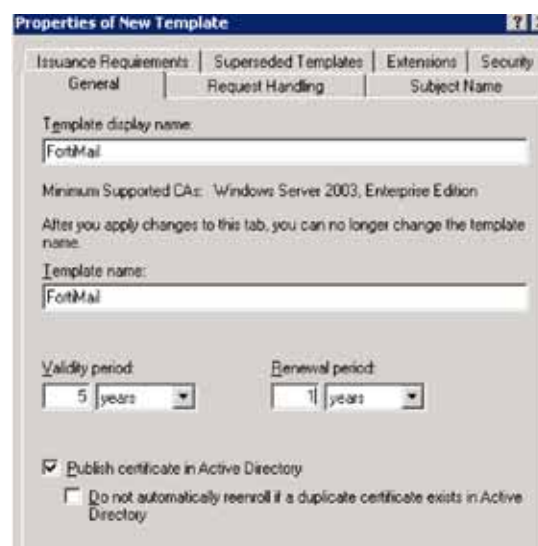 Properties of New Template
Issuance Requirements Superseded Templates Extensions Security
General Request Handling Subject Name
Template display name:
FortiMail
Minimum Supported CAs: Windows Server 2003, Enterprise Edition
After you apply changes to this tab, you can no longer change the template
name.
Template name:
FortiMail
Validity period: Renewal period:
5 years 1 years
Publish certificate in Active Directory
Do not automatically reenroll if a duplicate certificate exists in Active
Directory